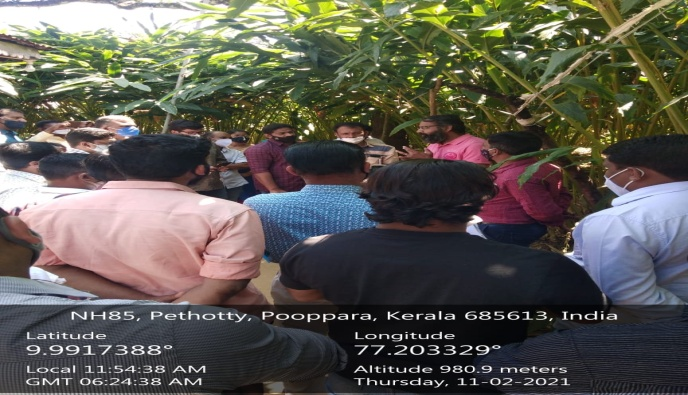 NH85, Pethotty, Pooppara, Kerala 685613, India
Latitude
9.9917388°
Longitude
77.203329°
Local 11:54:38 AM
GMT 06:24:38 AM
Altitude 980.9 meters
Thursday, 11-02-2021